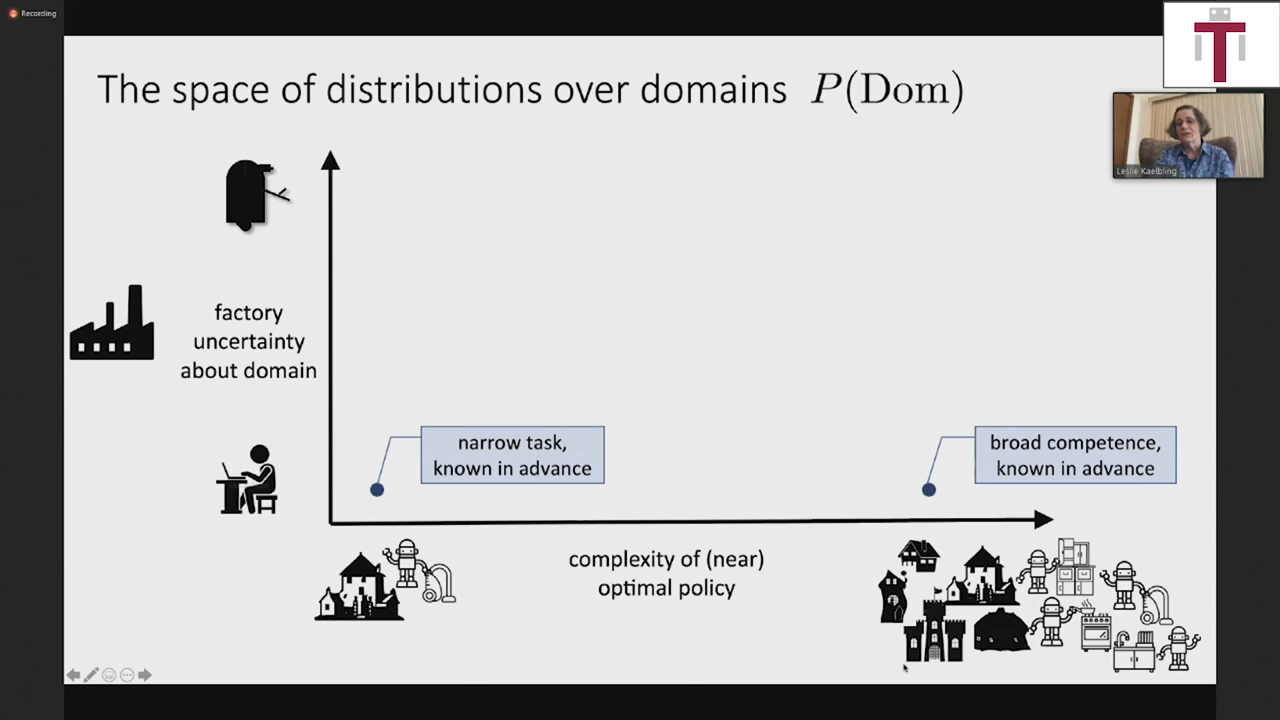 Recording
The space of distributions over domains P(Dom)
T
Leslie Kaelbling
factory
uncertainty
about domain
narrow task,
known in advance
broad competence,
known in advance
complexity of (near)
optimal policy